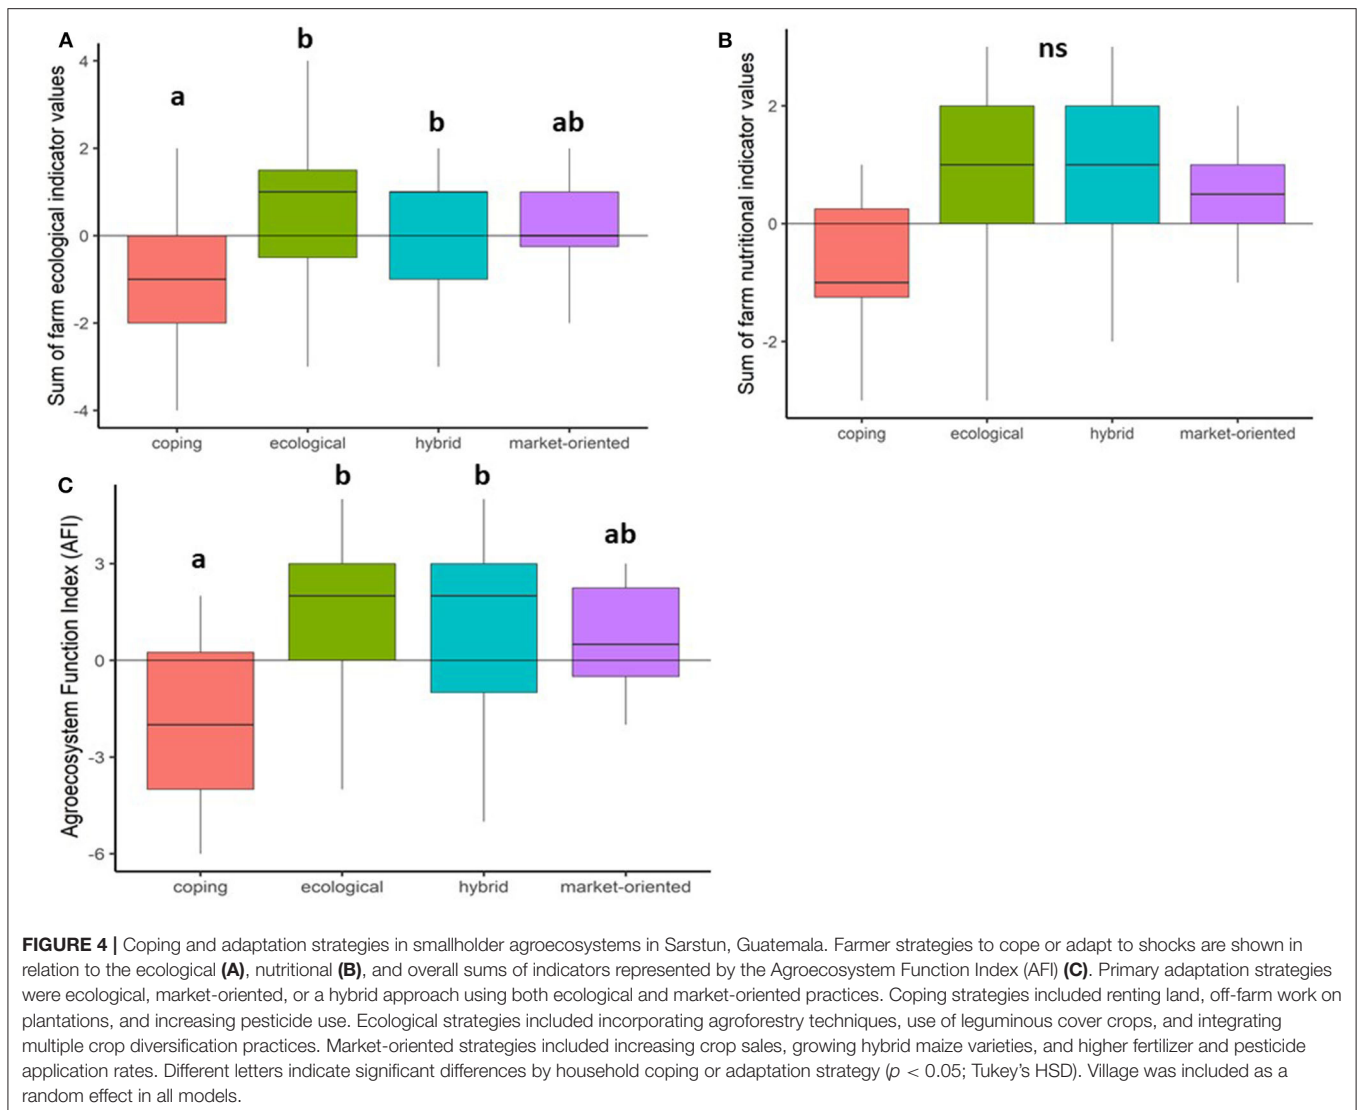 A
b
a
b
ab
Sum of farm ecological indicator values
4
2
0
-2
-4
coping ecological hybrid market-oriented
B
ns
Sum of farm nutritional indicator values
2
0
-2
coping ecological hybrid market-oriented
C
b
b
a
ab
Agroecosystem Function Index (AFI)
3
0
-3
-6
coping ecological hybrid market-oriented
FIGURE 4 | Coping and adaptation strategies in smallholder agroecosystems in Sarstun, Guatemala. Farmer strategies to cope or adapt to shocks are shown in
relation to the ecological (A), nutritional (B), and overall sums of indicators represented by the Agroecosystem Function Index (AFI) (C). Primary adaptation strategies
were ecological, market-oriented, or a hybrid approach using both ecological and market-oriented practices. Coping strategies included renting land, off-farm work on
plantations, and increasing pesticide use. Ecological strategies included incorporating agroforestry techniques, use of leguminous cover crops, and integrating
multiple crop diversification practices. Market-oriented strategies included increasing crop sales, growing hybrid maize varieties, and higher fertilizer and pesticide
application rates. Different letters indicate significant differences by household coping or adaptation strategy (p < 0.05; Tukey's HSD). Village was included as a
random effect in all models.